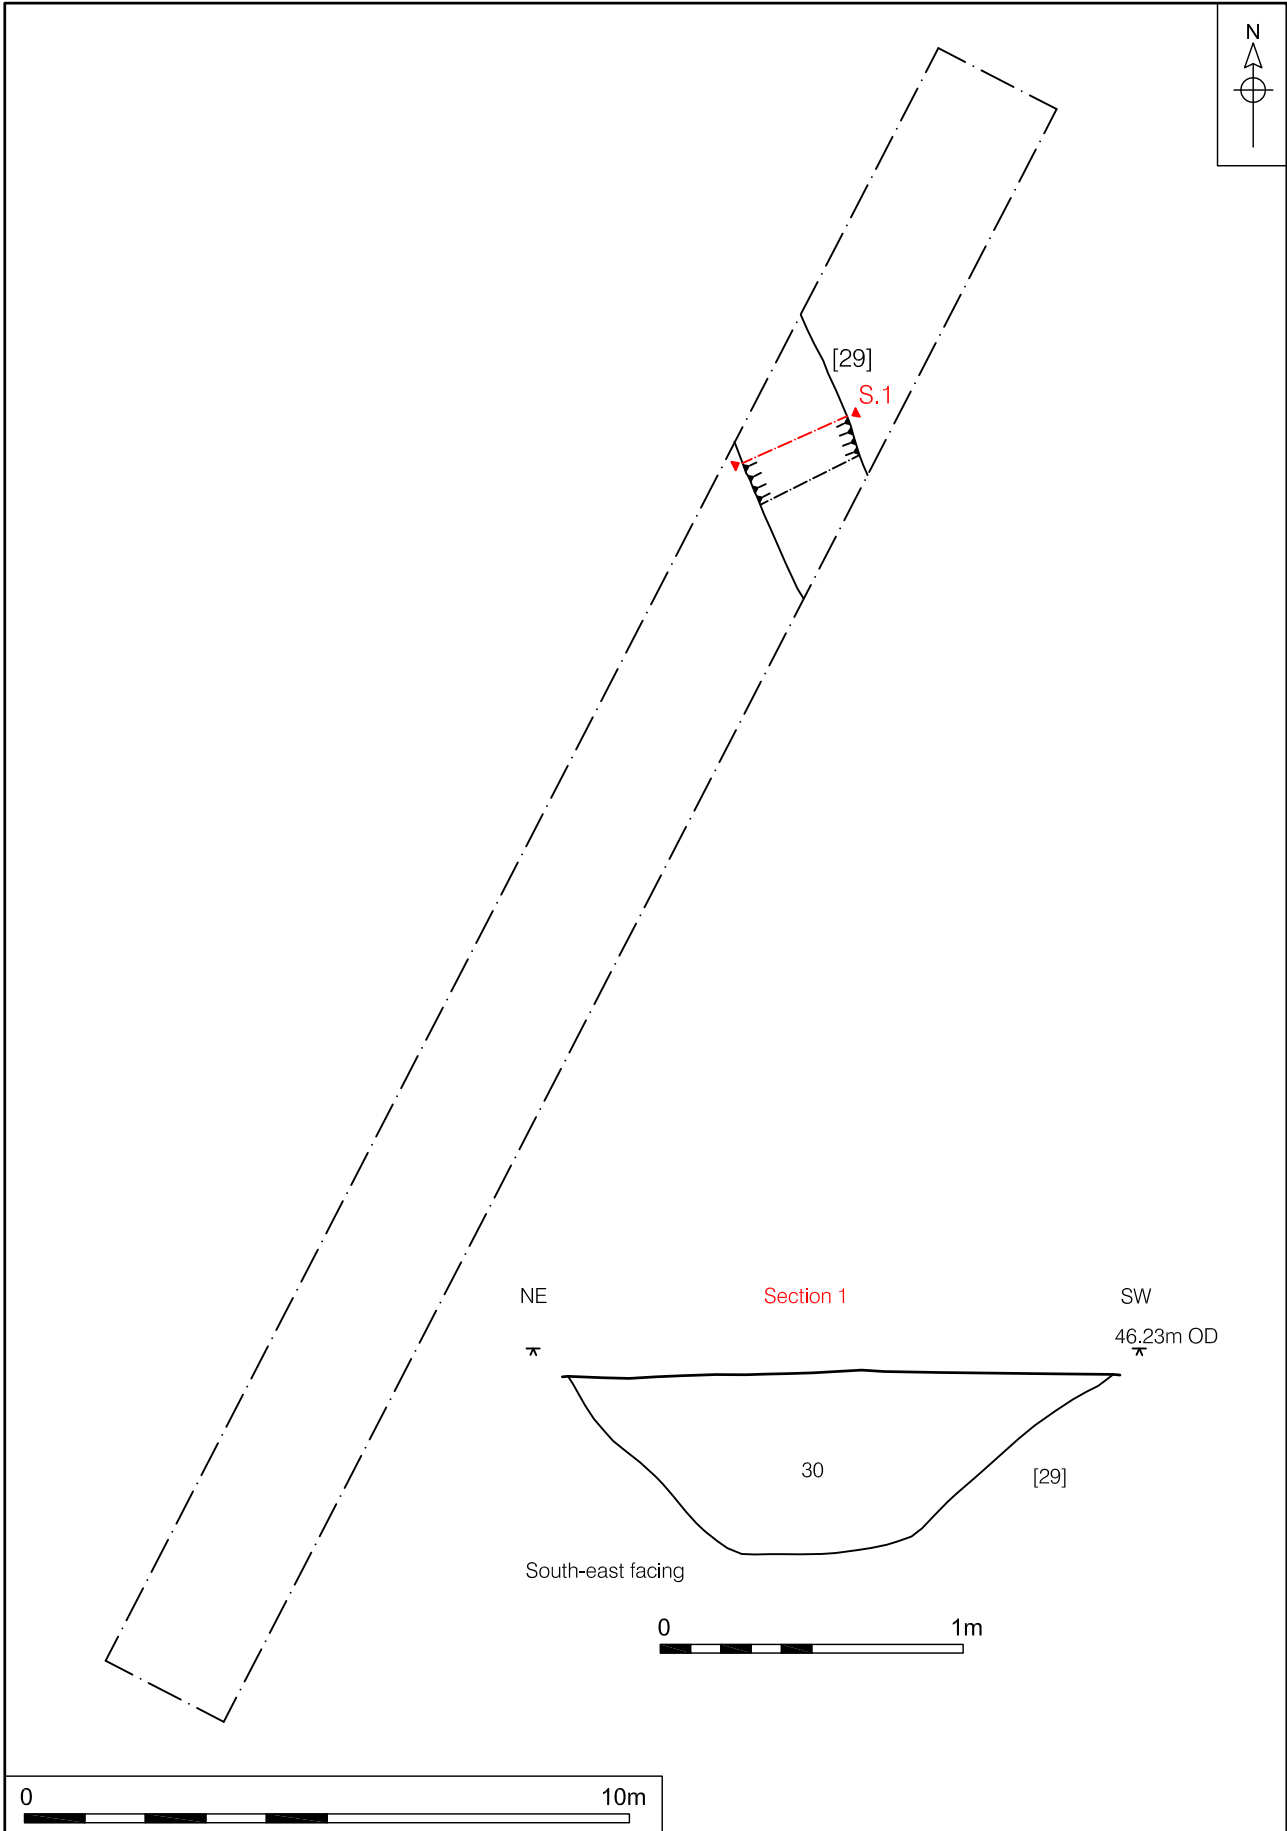 N
[29]
S.1
NE Section 1 SW
46.23m OD
30
[29]
South-east facing
0 1m
0 10m